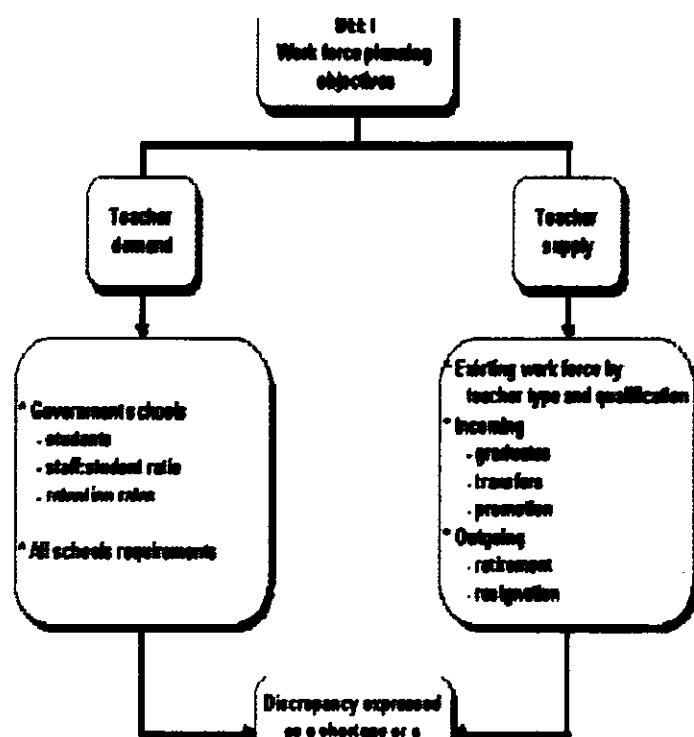 Work force planning
objectives
Teacher
demand
Teacher
supply
* Government schools
- students
- staff:student ratio
- retention rates
* All schools requirements
* Existing work force by
teacher type and qualification
* Incoming
- graduates
- transfers
- promotion
* Outgoing
- retirement
- resignation
Discrepancy expressed
as a shortage or a